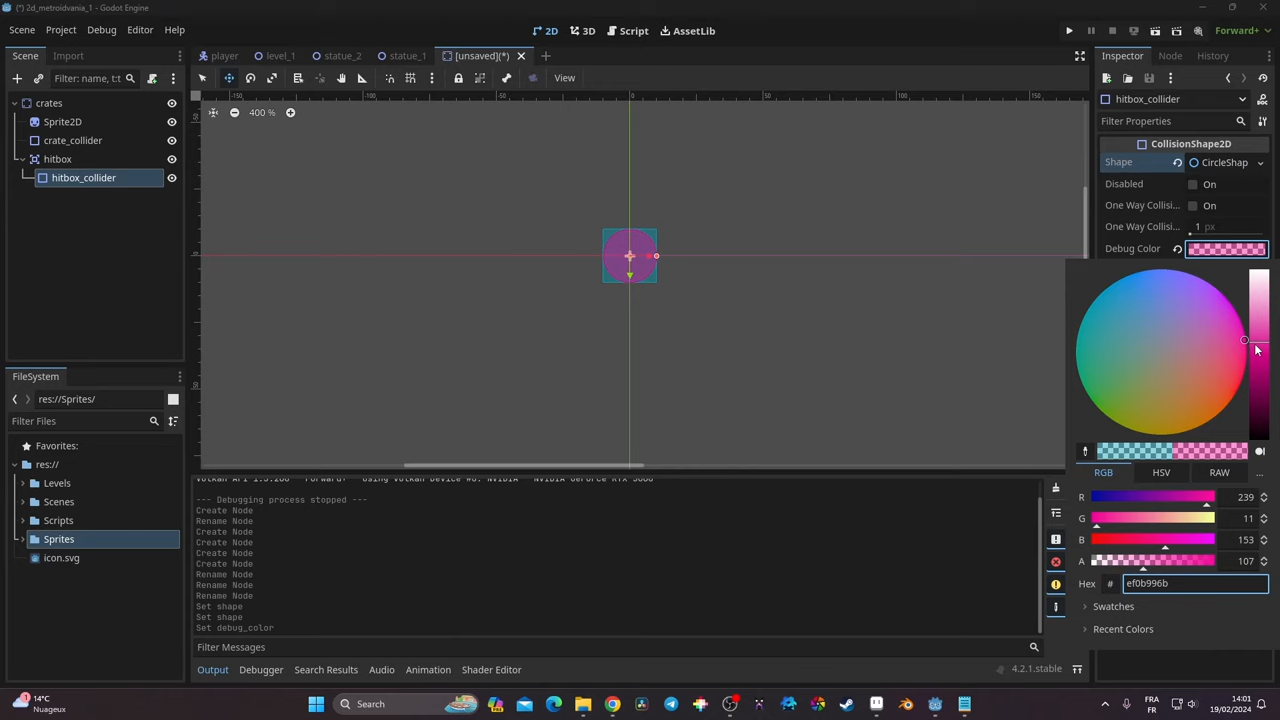 (*) 2d_metroidvania_1 - Godot Engine
Scene Project Debug Editor Help
2D 3D Script AssetLib
Forward+
Scene Import
player level_1 statue_2 statue_1 [unsaved](*)
Inspector Node History
Filter: name, t:t
View
crates
hitbox_collider
Sprite2D
400 %
Filter Properties
crate_collider
CollisionShape2D
hitbox
Shape CircleShap
hitbox_collider
Disabled On
One Way Collisi... On
One Way Collisi... 1 px
Debug Color
FileSystem
res://Sprites/
Filter Files
Favorites:
res://
Levels
Scenes
Scripts
Sprites
icon.svg
--- Debugging process stopped ---
Create Node
Rename Node
Create Node
Create Node
Create Node
Create Node
Rename Node
Rename Node
Rename Node
Set shape
Set shape
Set debug_color
Filter Messages
Output Debugger Search Results Audio Animation Shader Editor
4.2.1.stable
RGB HSV RAW ...
R 239
G 11
B 153
A 107
Hex # ef0b996b
Swatches
Recent Colors
14°C
Nuageux
Search
FRA
FR
14:01
19/02/2024